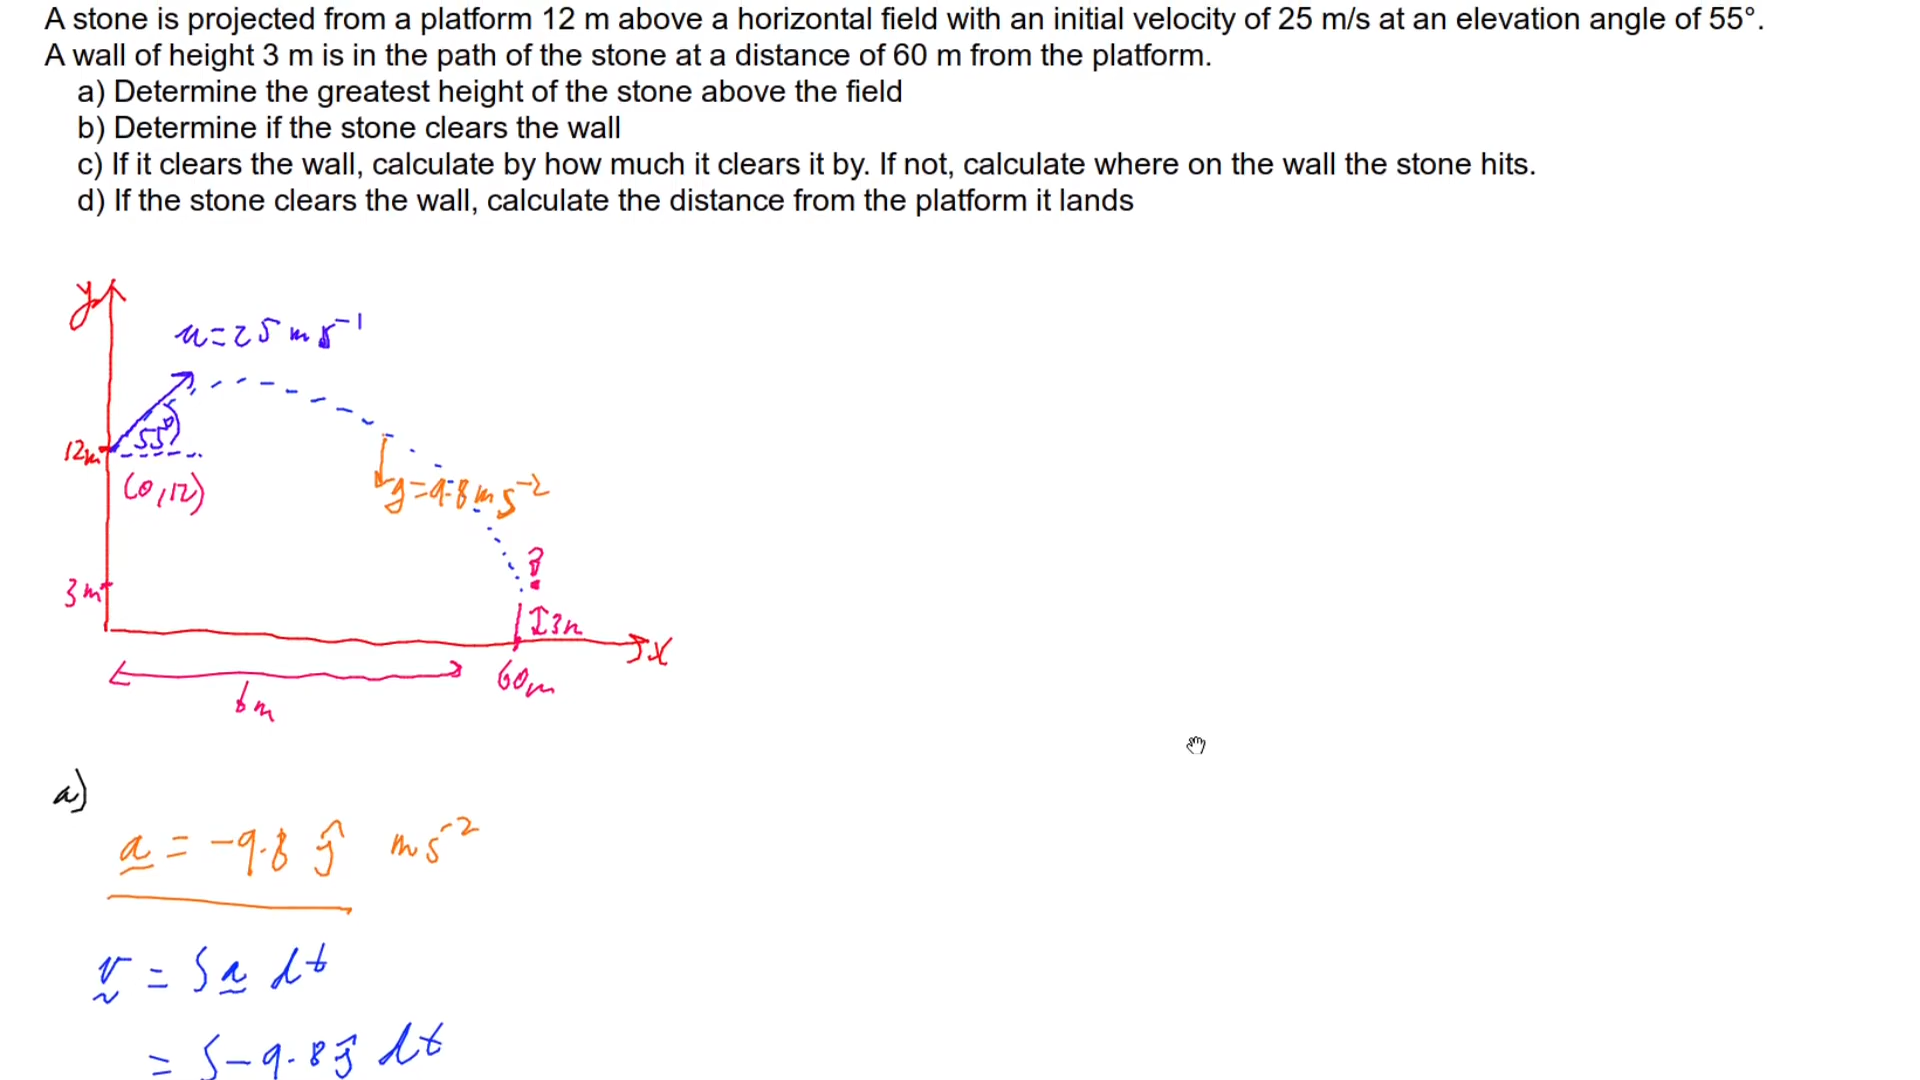 A stone is projected from a platform 12 m above a horizontal field with an initial velocity of 25 m/s at an elevation angle of 55°.
A wall of height 3 m is in the path of the stone at a distance of 60 m from the platform.
a) Determine the greatest height of the stone above the field
b) Determine if the stone clears the wall
c) If it clears the wall, calculate by how much it clears it by. If not, calculate where on the wall the stone hits.
d) If the stone clears the wall, calculate the distance from the platform it lands
y
u=25 m s⁻¹
55°
12m
(0,12)
g=9.8 m s⁻²
?
3m
3m
x
60m
6m
a)
a = -9.8 ĵ m s⁻²
v = ∫ a dt
= ∫ -9.8 ĵ dt